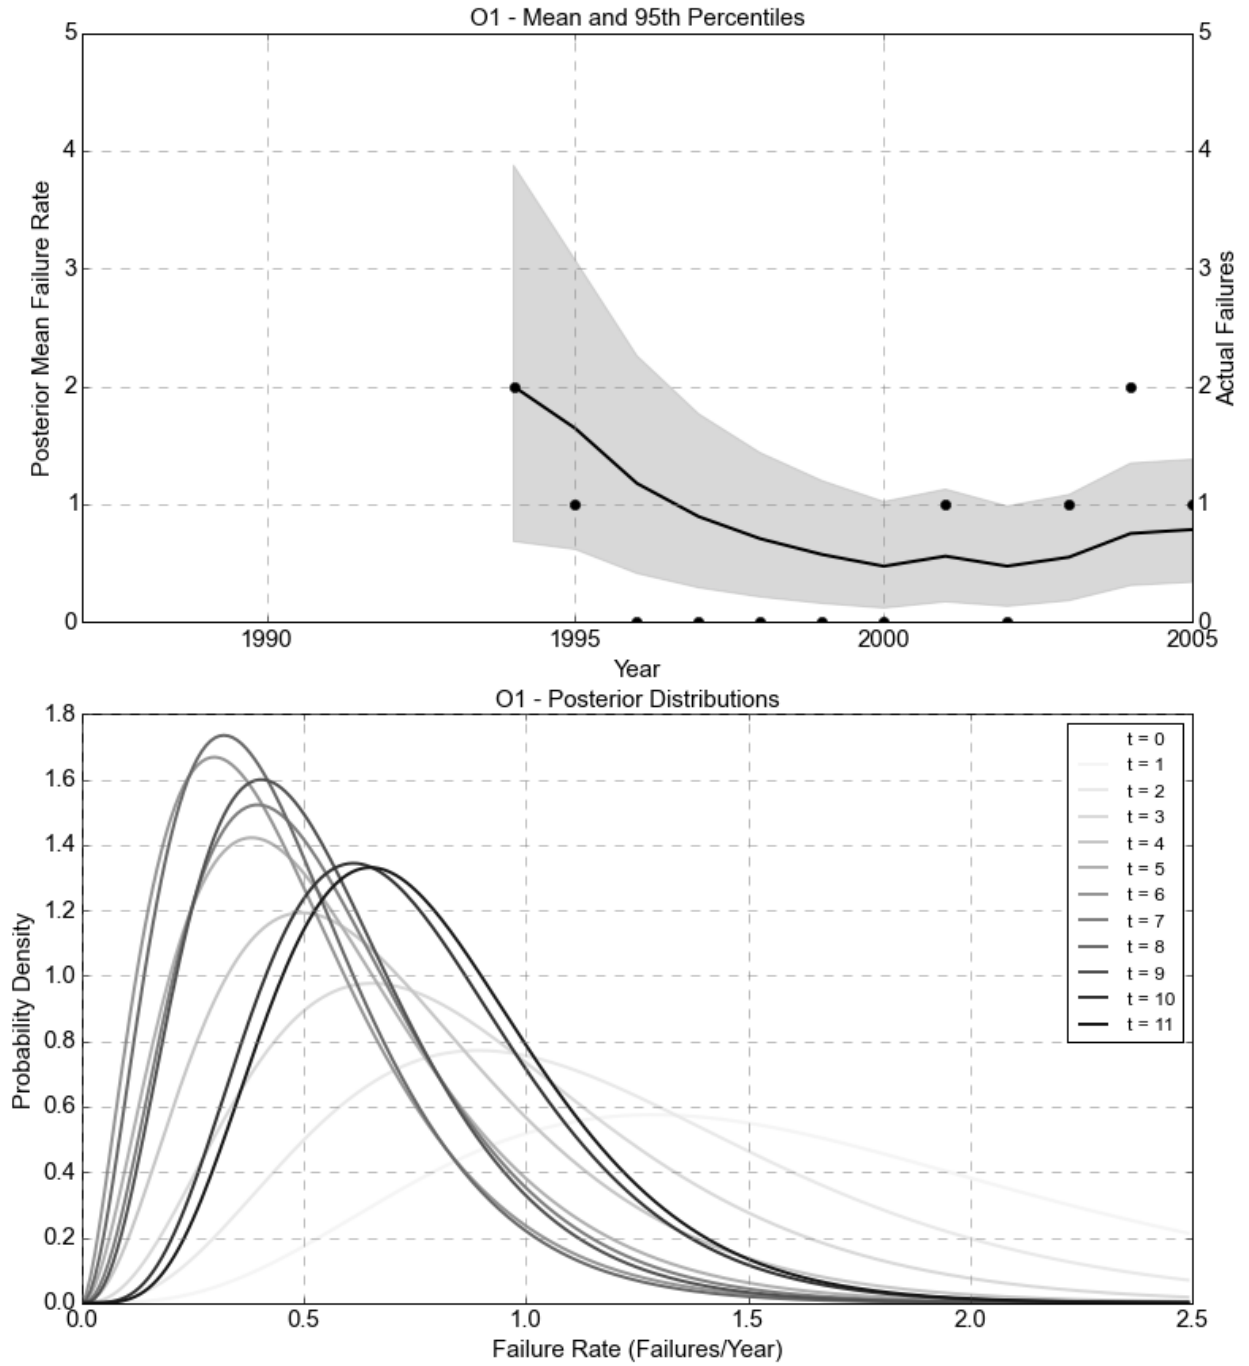 O1 - Mean and 95th Percentiles
5
4
3
2
1
0
Posterior Mean Failure Rate
5
4
3
2
1
0
Actual Failures
1990 1995 2000 2005
Year
O1 - Posterior Distributions
1.8
1.6
1.4
1.2
1.0
0.8
0.6
0.4
0.2
0.0
Probability Density
t = 0
t = 1
t = 2
t = 3
t = 4
t = 5
t = 6
t = 7
t = 8
t = 9
t = 10
t = 11
0.0 0.5 1.0 1.5 2.0 2.5
Failure Rate (Failures/Year)